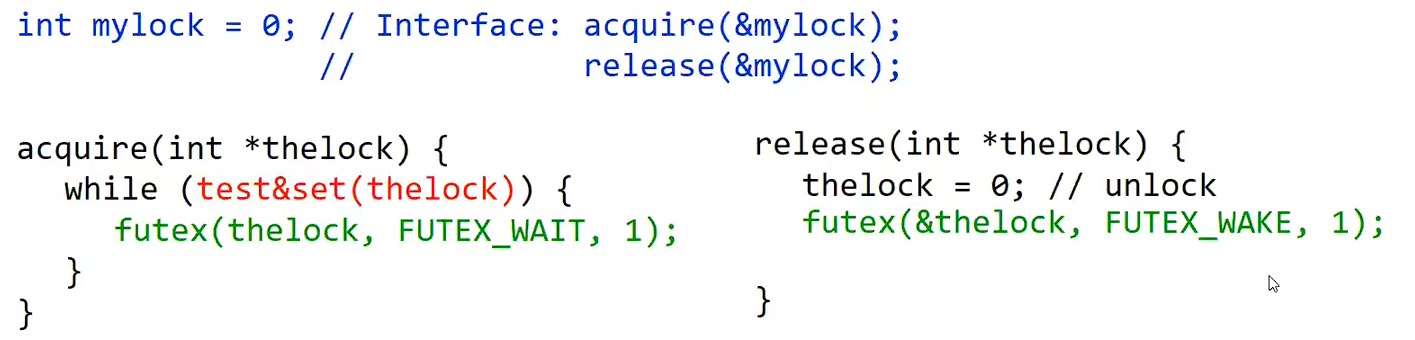 int mylock = 0; // Interface: acquire(&mylock);
// release(&mylock);
acquire(int *thelock) {
while (test&set(thelock)) {
futex(thelock, FUTEX_WAIT, 1);
}
}
release(int *thelock) {
thelock = 0; // unlock
futex(&thelock, FUTEX_WAKE, 1);
}